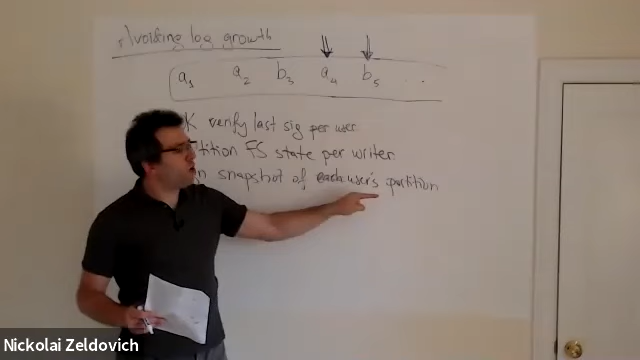 Avoiding log growth
a₁ a₂ b₃ a₄ b₅ . .
K verify last sig per user
tition FS state per writer
n snapshot of each user's partition
Nickolai Zeldovich